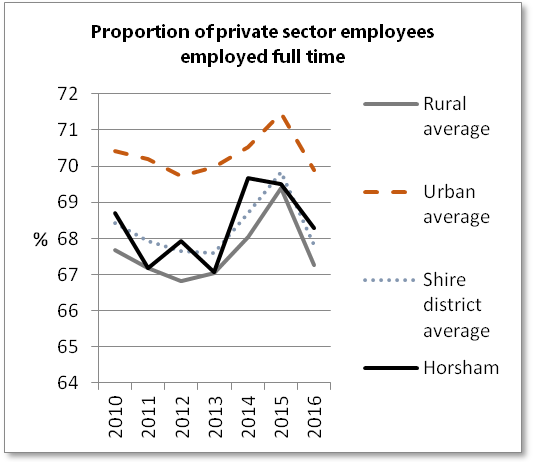 Proportion of private sector employees
employed full time
72
71
70
69
68
67
66
65
64
%
2010
2011
2012
2013
2014
2015
2016
Rural
average
Urban
average
Shire
district
average
Horsham